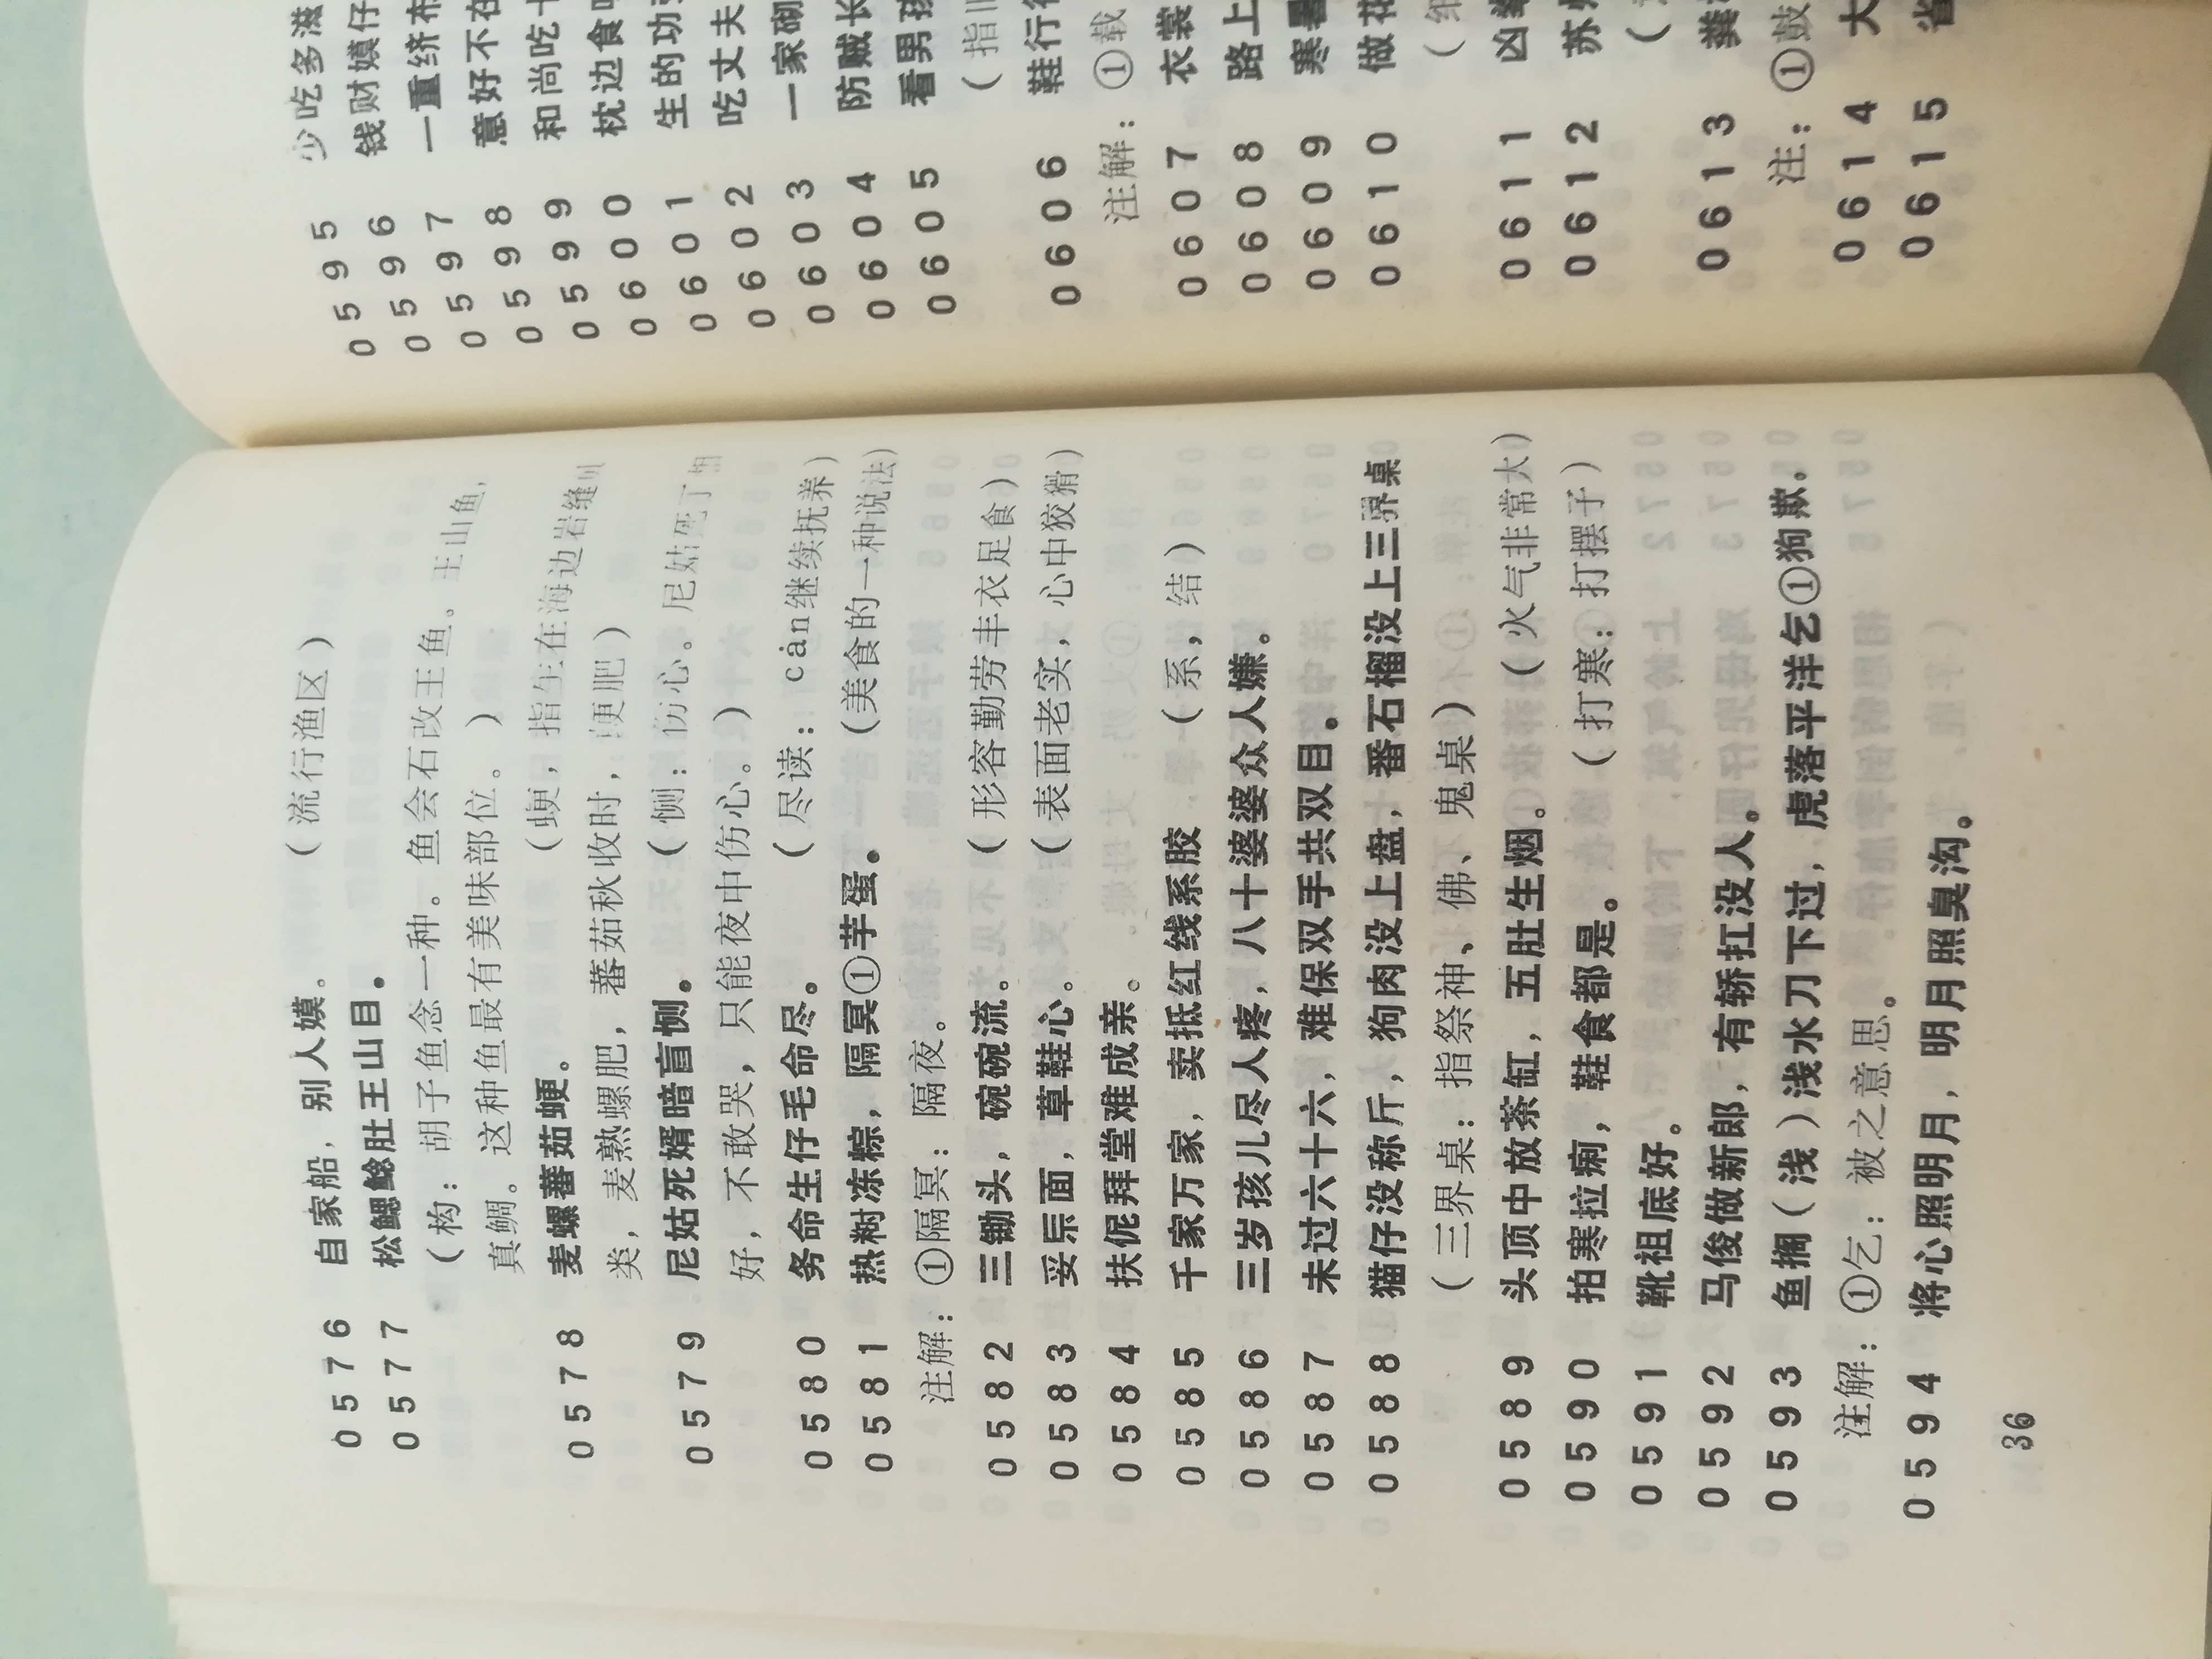 0576 自家船，别人嫫。 （流行渔区）
0577 松鳃鲶肚王山目。
（构：胡子鱼念一种。鱼会石改王鱼。王山鱼，
真鲷。这种鱼最有美味部位。）
0578 麦螺蕃茹蛷。 （蛷，指生在海边岩缝贝
类，麦熟螺肥，蕃茹秋收时，肥）
0579 尼姑死婿暗盲恻。 （恻：伤心。尼姑死丁相
好，不敢哭，只能夜中伤心。）
0580 务命生仔毛命尽。 （尽读：cản继续抚养）
0581 热粙冻粽，隔冥①芋蛋。 （美食的一种说法）
注解：①隔冥：隔夜。
0582 三锄头，碗碗流。 （形容勤劳丰衣足食）
0583 妥面，草鞋心。 （表面老实，心中狡猾）
0584 扶伲拜堂难成亲。
0585 千家万家，卖抵红线系胶 （系，结）
0586 三岁孩儿尽人疼，八十婆婆众人嫌。
0587 未过六十六，难保双手共双目。
0588 猫仔没称斤，狗肉没上盘，番石榴没上三界桌
（三界桌：指祭神、佛、鬼桌）
0589 头顶中放茶缸，五肚生烟。 （火气非常大）
0590 拍寒拉痢，鞋食都是。 （打寒：打摆子）
0591 靴祖底好。
0592 马俊做新郎，有轿扛没人。
0593 鱼搁（浅）浅水刀下过，虎落平洋乞①狗欺.
注解：①乞：被之意思。
0594 将心照明月，明月照臭沟。
36
0595 少吃多滋
0596 钱财嫫仔
0597 一重纃布
0598 意好不在
0599 和尚吃十
0600 枕边食
0601 生的功
0602 吃丈夫
0603 一家砌
0604 防贼长
0605 看男孩
（指旧
0606 鞋行
注解：①载
0607 衣裳
0608 路上
0609 寒暑
0610 做花
（细
0611 凶
0612 苏
（
0613 粪
注：①鼓
0614 大
0615